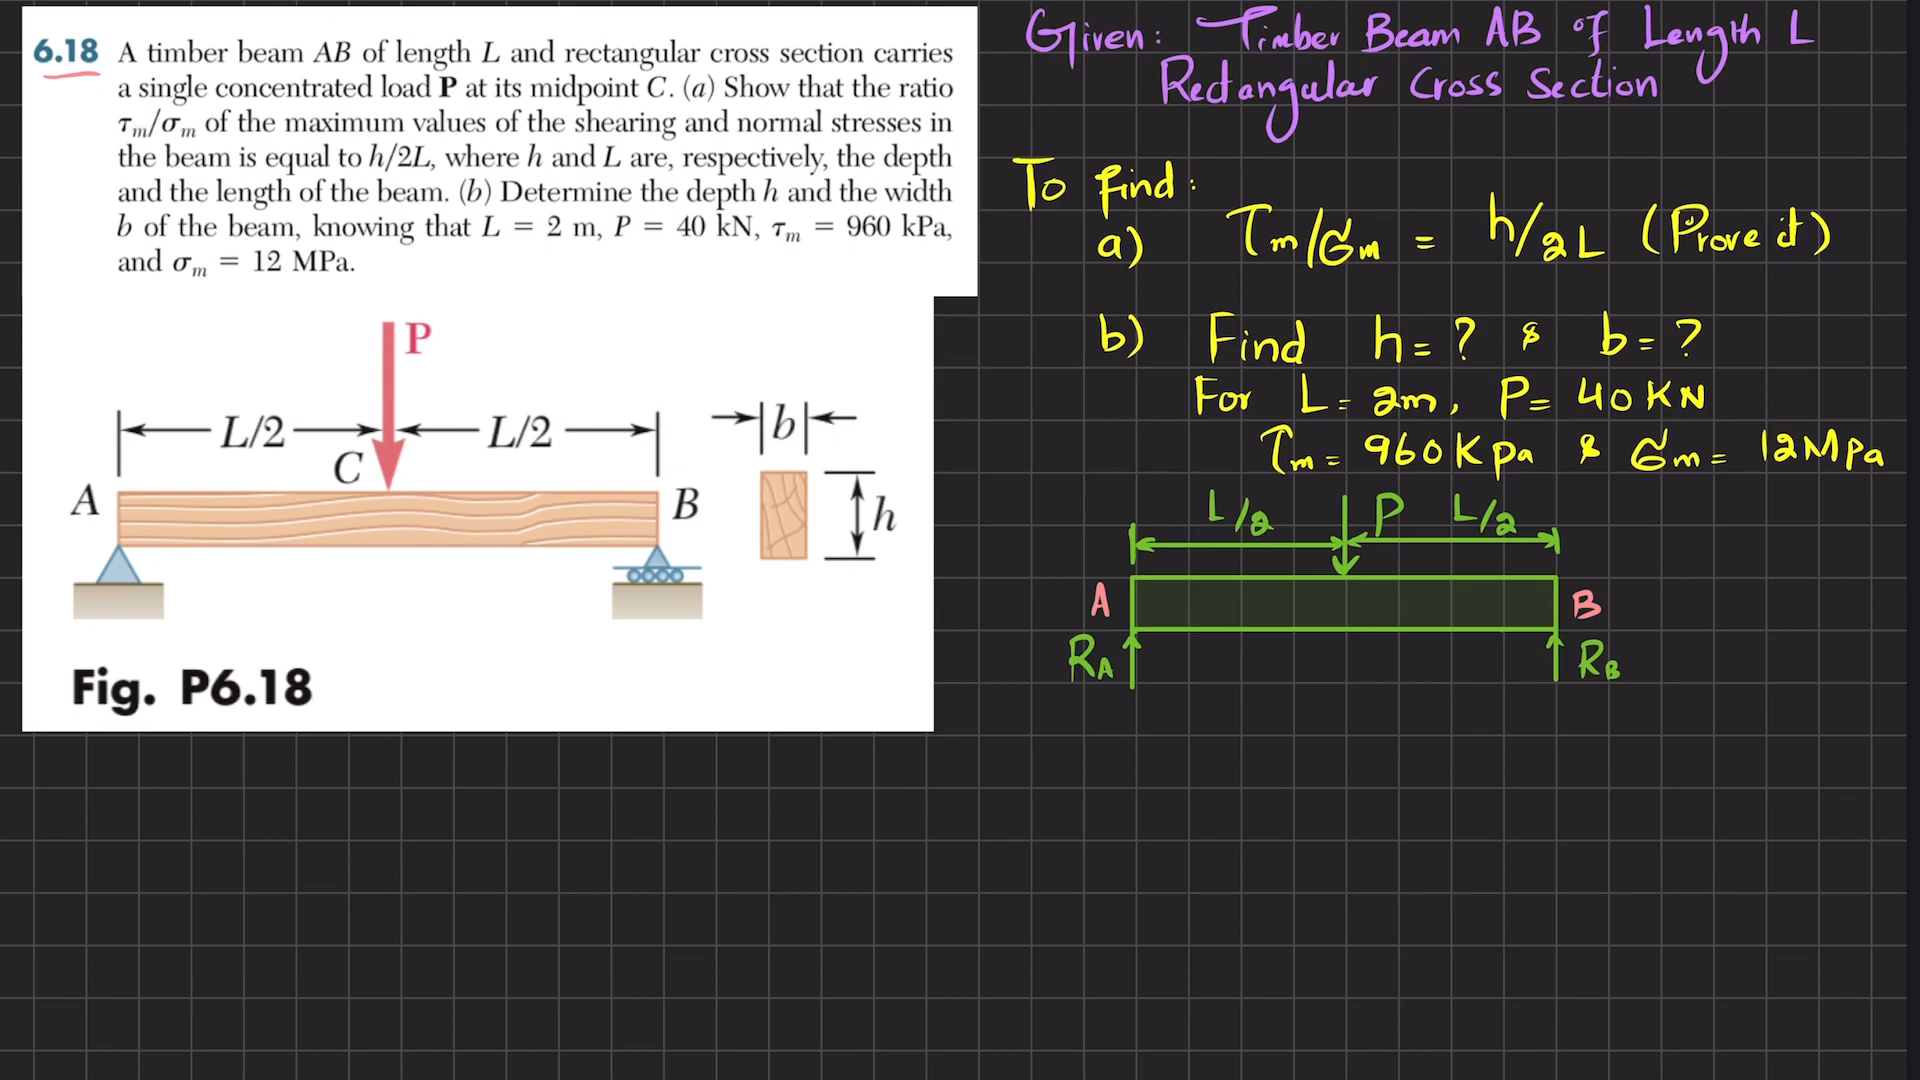 6.18 A timber beam AB of length L and rectangular cross section carries
a single concentrated load P at its midpoint C. (a) Show that the ratio
τm/σm of the maximum values of the shearing and normal stresses in
the beam is equal to h/2L, where h and L are, respectively, the depth
and the length of the beam. (b) Determine the depth h and the width
b of the beam, knowing that L = 2 m, P = 40 kN, τm = 960 kPa,
and σm = 12 MPa.
P
L/2
L/2
b
C
A
B
h
Fig. P6.18
Given: Timber Beam AB of Length L
Rectangular Cross Section
To find:
a) τm/σm = h/2L (Prove it)
b) Find h = ? & b = ?
For L = 2m, P = 40KN
τm = 960Kpa & σm = 12MPa
L/2 P L/2
A B
RA RB